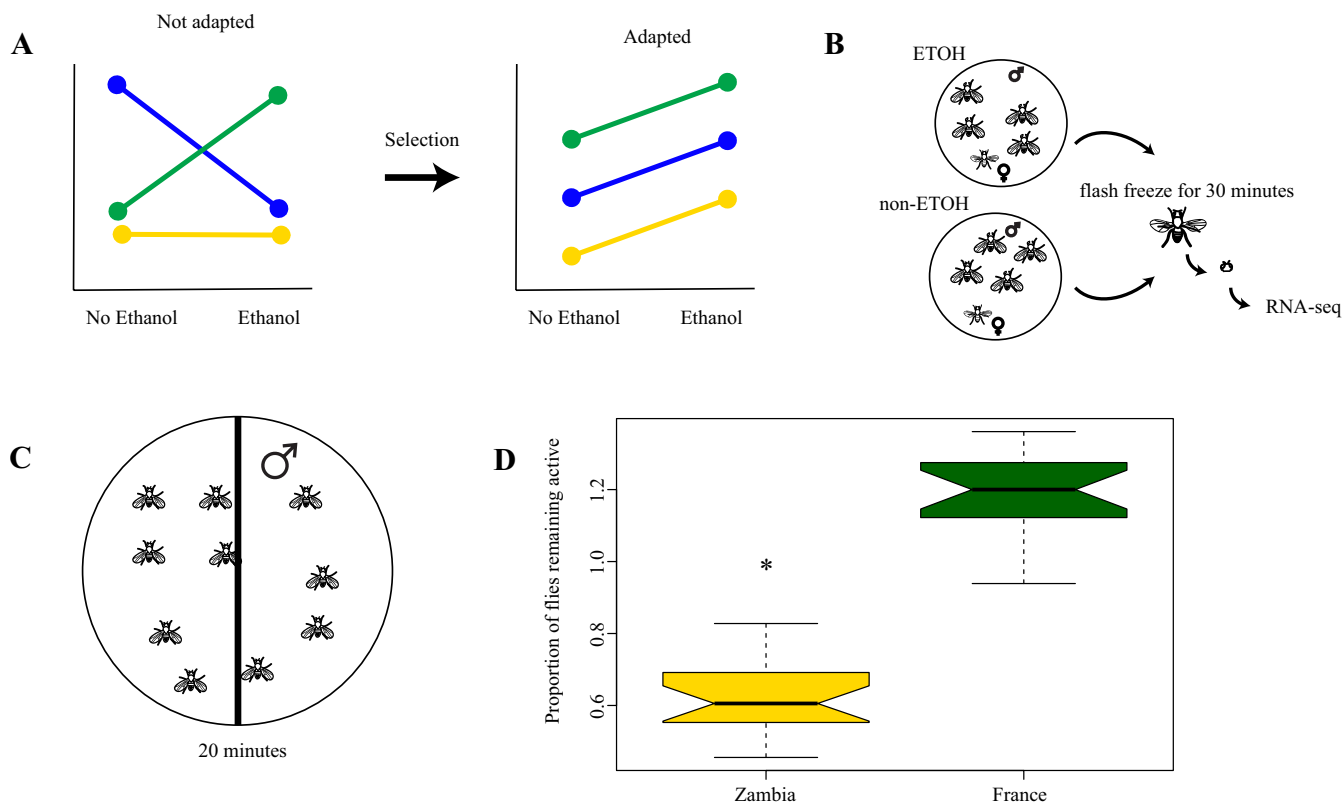 A
Not adapted
No Ethanol
Ethanol
Selection
Adapted
No Ethanol
Ethanol
B
ETOH
♂
♀
non-ETOH
♂
♀
flash freeze for 30 minutes
RNA-seq
C
♂
20 minutes
D
Proportion of flies remaining active
1.2
1.0
0.8
0.6
*
Zambia
France